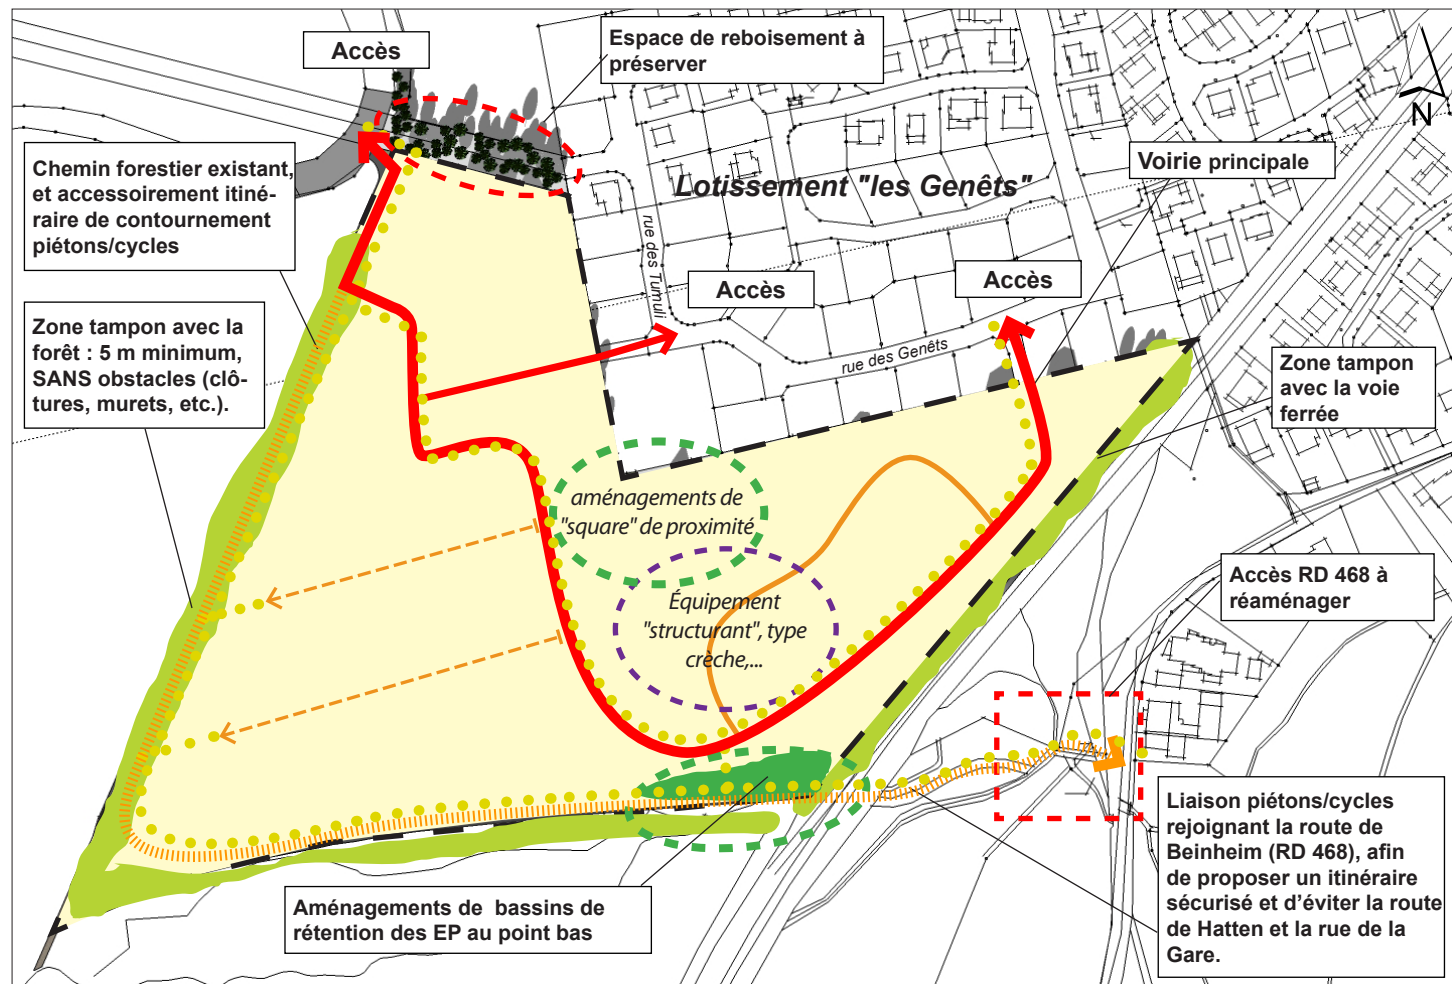 Accès
Espace de reboisement à
préserver
N
Chemin forestier existant,
et accessoirement itiné-
raire de contournement
piétons/cycles
Voirie principale
Lotissement "les Genêts"
rue des Tumuli
Accès
Accès
Zone tampon avec la
forêt : 5 m minimum,
SANS obstacles (clô-
tures, murets, etc.).
rue des Genêts
Zone tampon
avec la voie
ferrée
aménagements de
"square" de proximité
Équipement
"structurant", type
crèche,...
Accès RD 468 à
réaménager
Liaison piétons/cycles
rejoignant la route de
Beinheim (RD 468), afin
de proposer un itinéraire
sécurisé et d'éviter la route
de Hatten et la rue de la
Gare.
Aménagements de bassins de
rétention des EP au point bas